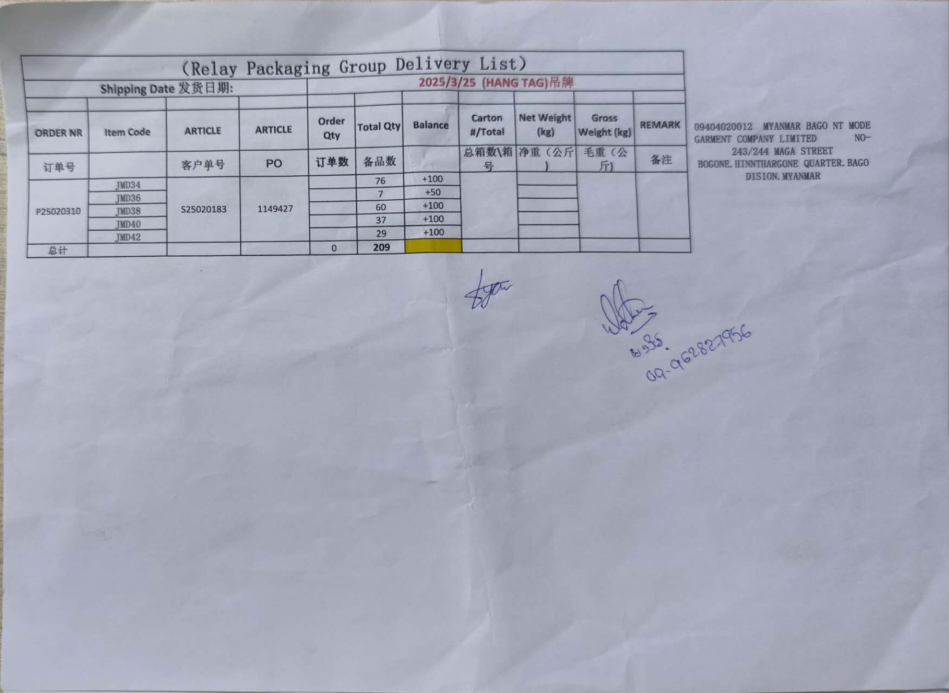 (Relay Packaging Group Delivery List)
Shipping Date 发货日期: 2025/3/25 (HANG TAG)吊牌
ORDER NR Item Code ARTICLE ARTICLE Order Qty Total Qty Balance Carton #/Total Net Weight (kg) Gross Weight (kg) REMARK
订单号 客户单号 PO 订单数 备品数 总箱数\箱号 净重（公斤） 毛重（公斤） 备注
P25020310 S25020183 1149427
JMD34 76 +100
JMD36 7 +50
JMD38 60 +100
JMD40 37 +100
JMD42 29 +100
总计 0 209
09404020012 MYANMAR BAGO NT MODE
GARMENT COMPANY LIMITED NO-
243/244 MAGA STREET
BOGONE.HINNTHARGONE QUARTER.BAGO
DISION.MYANMAR
09-962827956